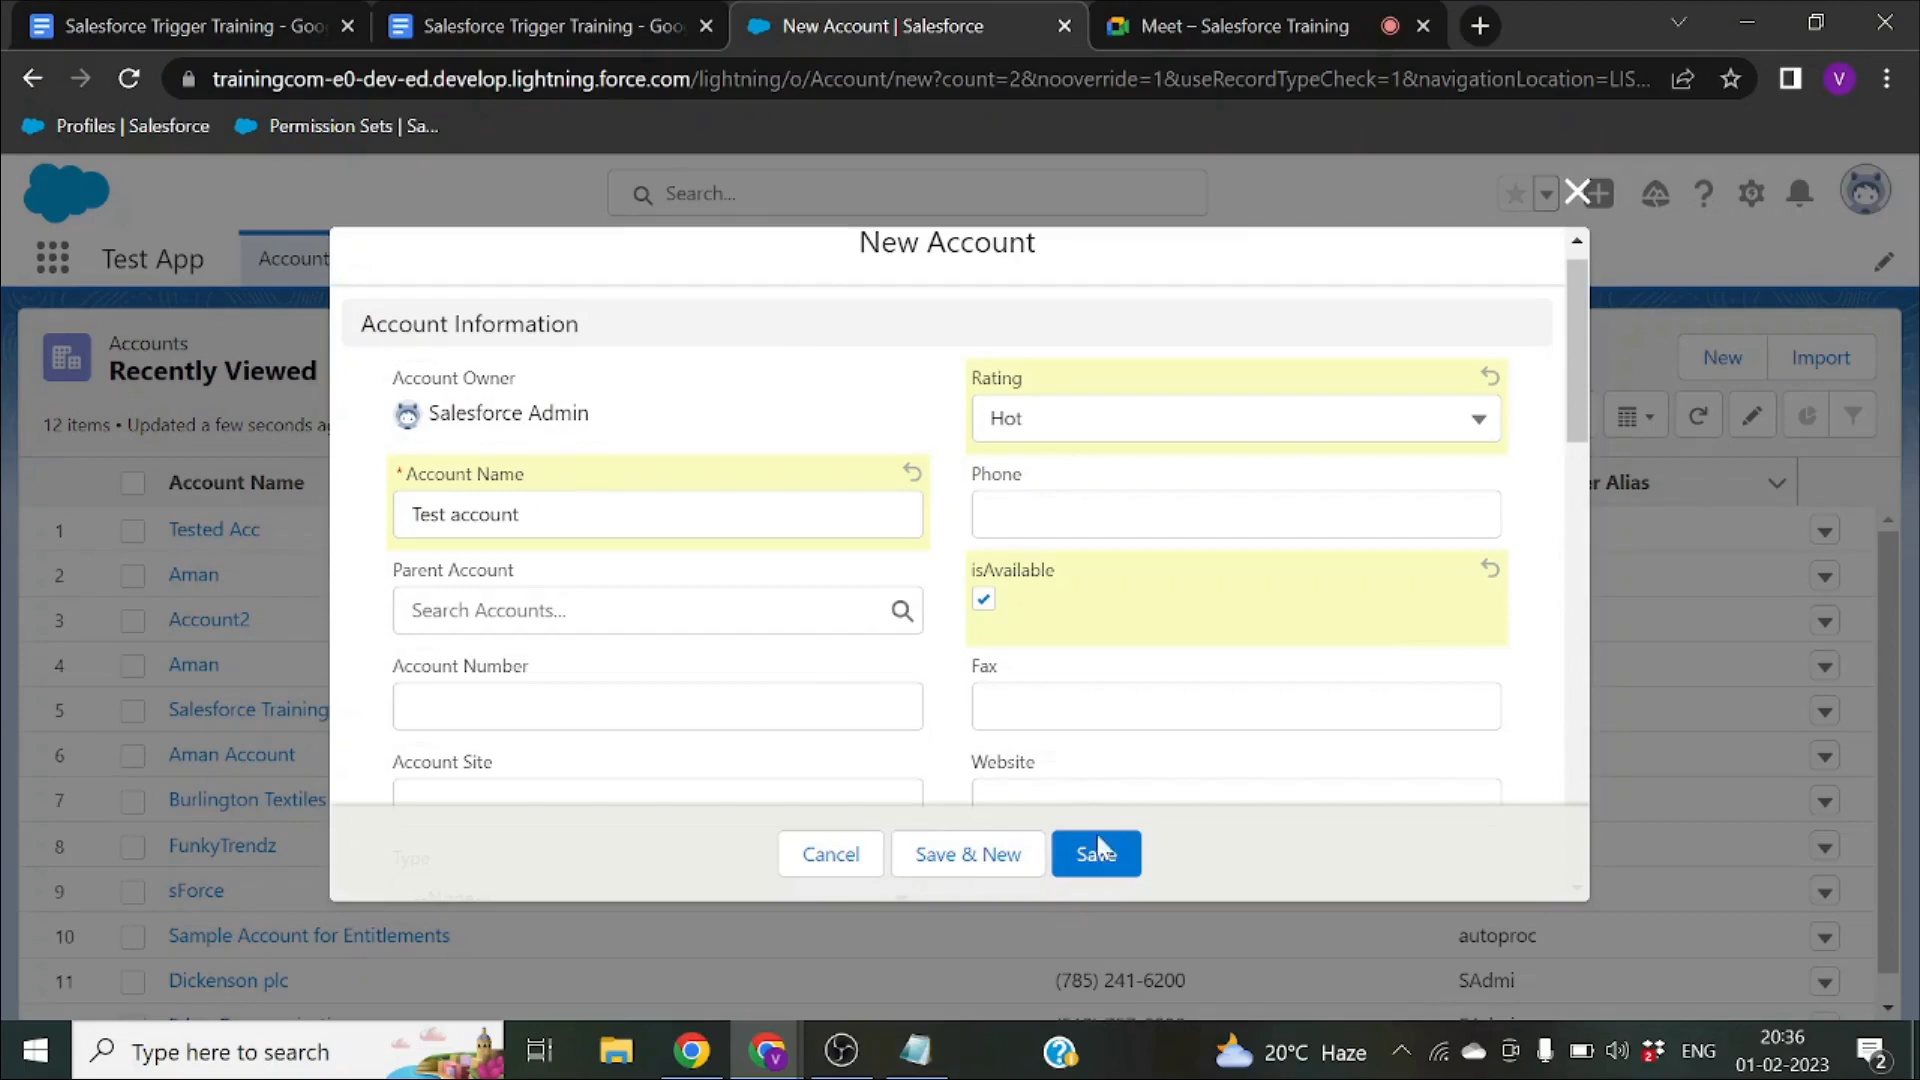 Salesforce Trigger Training - Goo
Salesforce Trigger Training - Goo
New Account | Salesforce
Meet – Salesforce Training
trainingcom-e0-dev-ed.develop.lightning.force.com/lightning/o/Account/new?count=2&nooverride=1&useRecordTypeCheck=1&navigationLocation=LIS...
V
Profiles | Salesforce
Permission Sets | Sa...
Search...
Test App
Account
New Account
Accounts
Recently Viewed
New
Import
12 items • Updated a few seconds ag
Account Information
Account Owner
Salesforce Admin
Rating
Hot
* Account Name
Test account
Phone
Parent Account
Search Accounts...
isAvailable
Account Number
Fax
Account Site
Website
Type
Cancel
Save & New
Save
Account Name
r Alias
1 Tested Acc
2 Aman
3 Account2
4 Aman
5 Salesforce Training
6 Aman Account
7 Burlington Textiles
8 FunkyTrendz
9 sForce
10 Sample Account for Entitlements autoproc
11 Dickenson plc (785) 241-6200 SAdmi
Type here to search
V
20°C Haze
2
ENG
20:36
01-02-2023
2